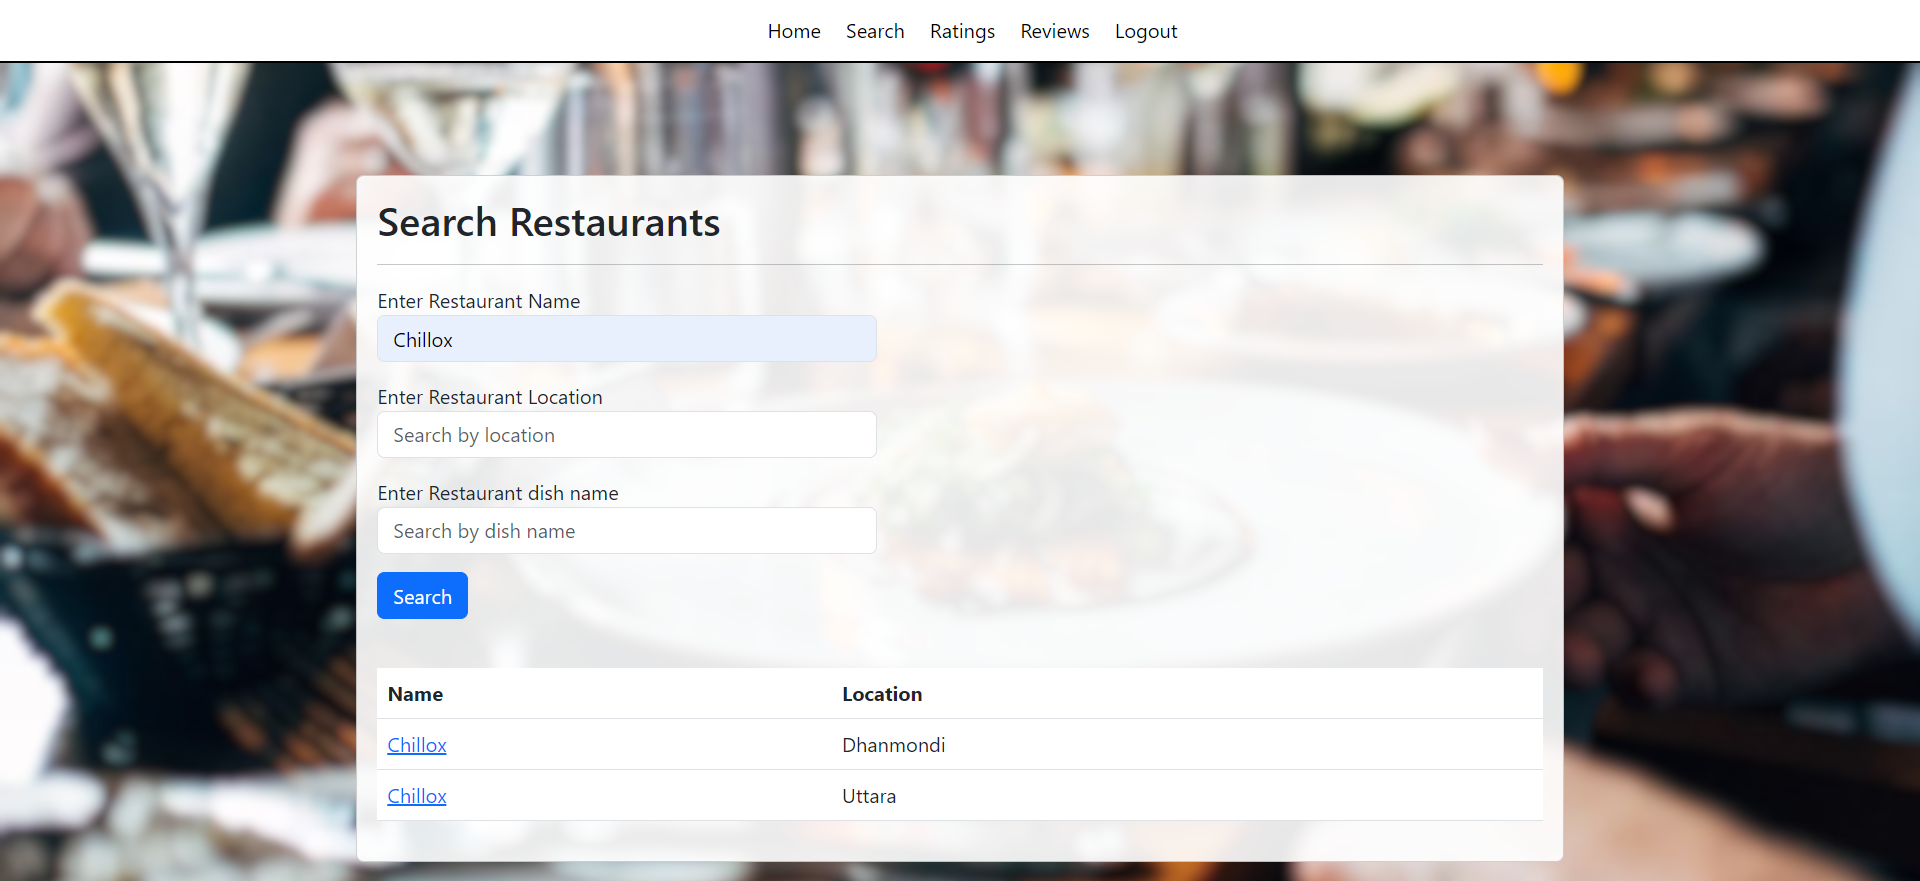 Home Search Ratings Reviews Logout
Search Restaurants
Enter Restaurant Name
Chillox
Enter Restaurant Location
Search by location
Enter Restaurant dish name
Search by dish name
Search
Name Location
Chillox Dhanmondi
Chillox Uttara